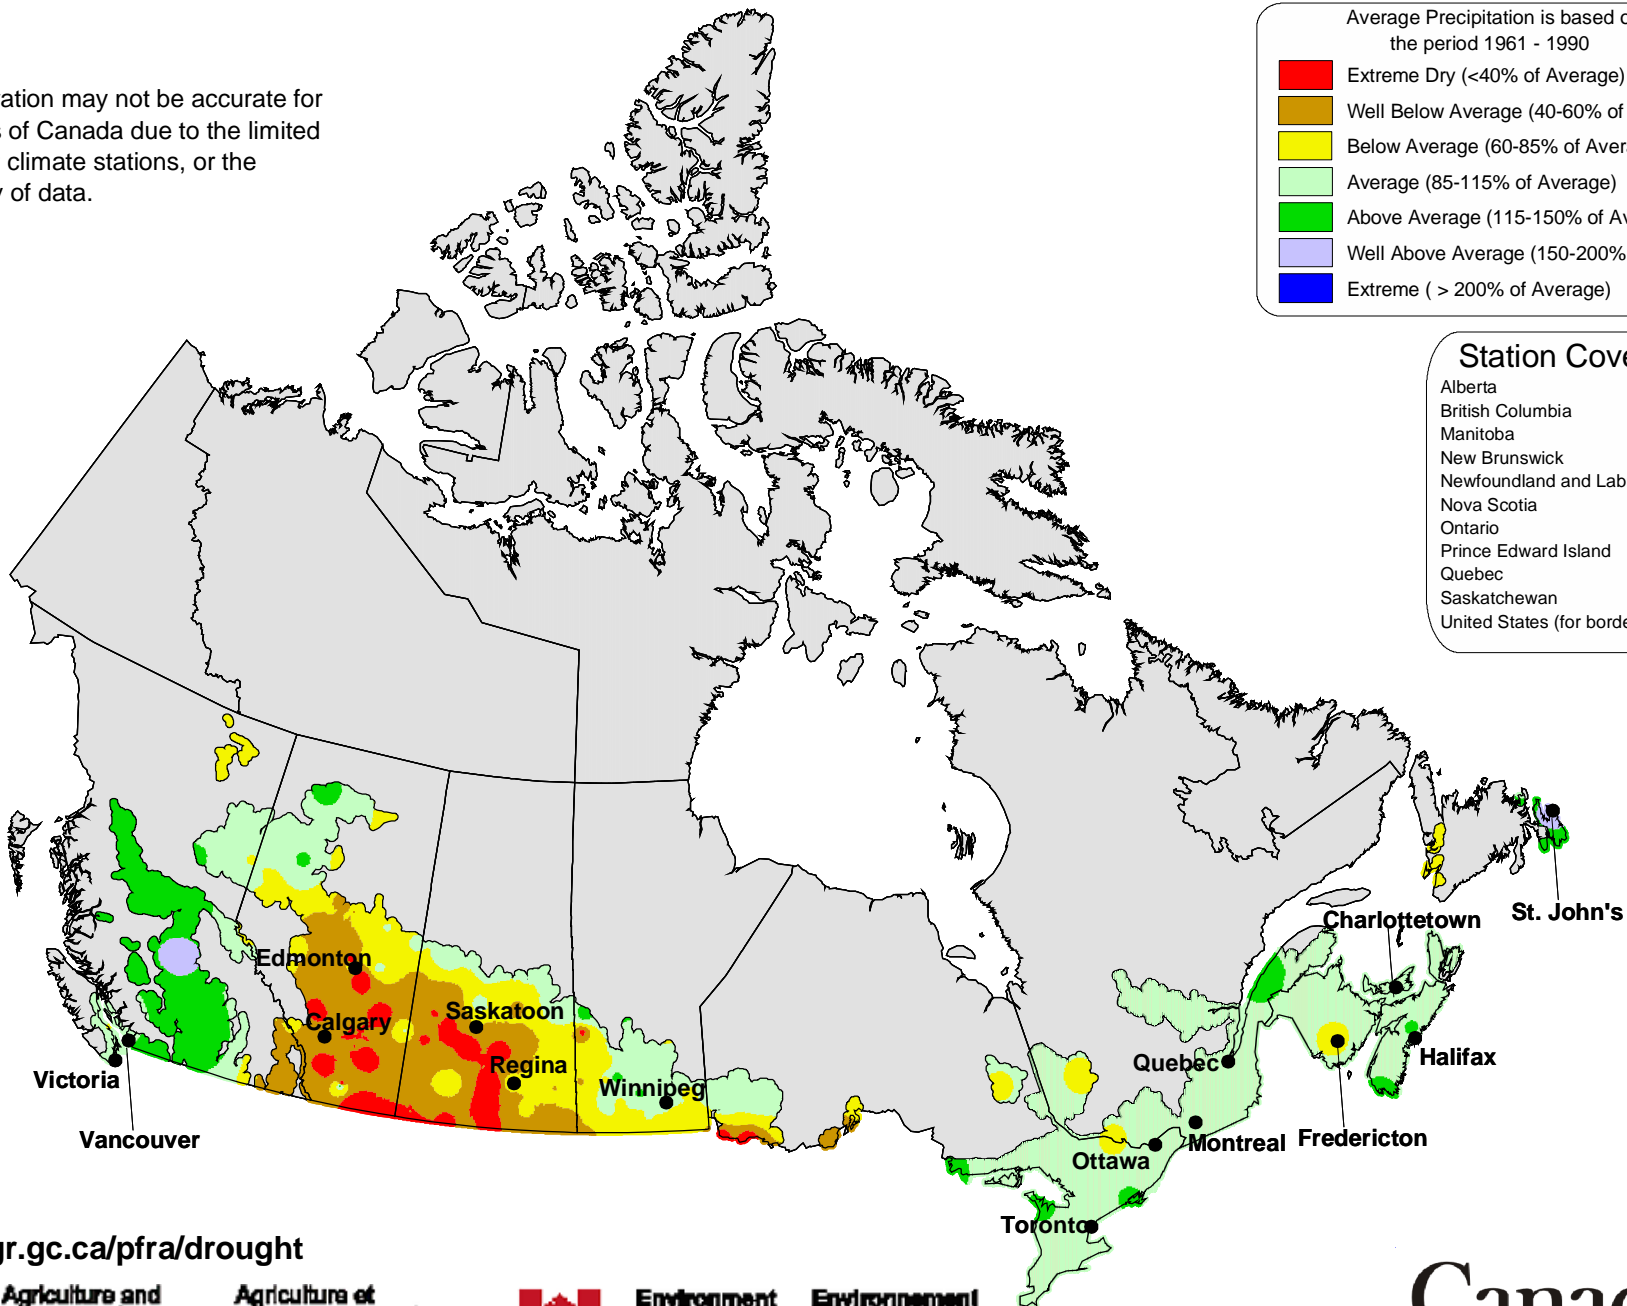 ation may not be accurate for
s of Canada due to the limited
climate stations, or the
y of data.
Average Precipitation is based o
the period 1961 - 1990
Extreme Dry (<40% of Average)
Well Below Average (40-60% of
Below Average (60-85% of Avera
Average (85-115% of Average)
Above Average (115-150% of Av
Well Above Average (150-200%
Extreme ( > 200% of Average)
Station Cove
Alberta
British Columbia
Manitoba
New Brunswick
Newfoundland and Lab
Nova Scotia
Ontario
Prince Edward Island
Quebec
Saskatchewan
United States (for borde
St. John's
Charlottetown
Edmonton
Saskatoon
Calgary
Regina
Winnipeg
Victoria
Vancouver
Quebec
Halifax
Montreal
Fredericton
Ottawa
Toronto
gr.gc.ca/pfra/drought
Agriculture and
Agriculture et
Environment
Environnement
Canad